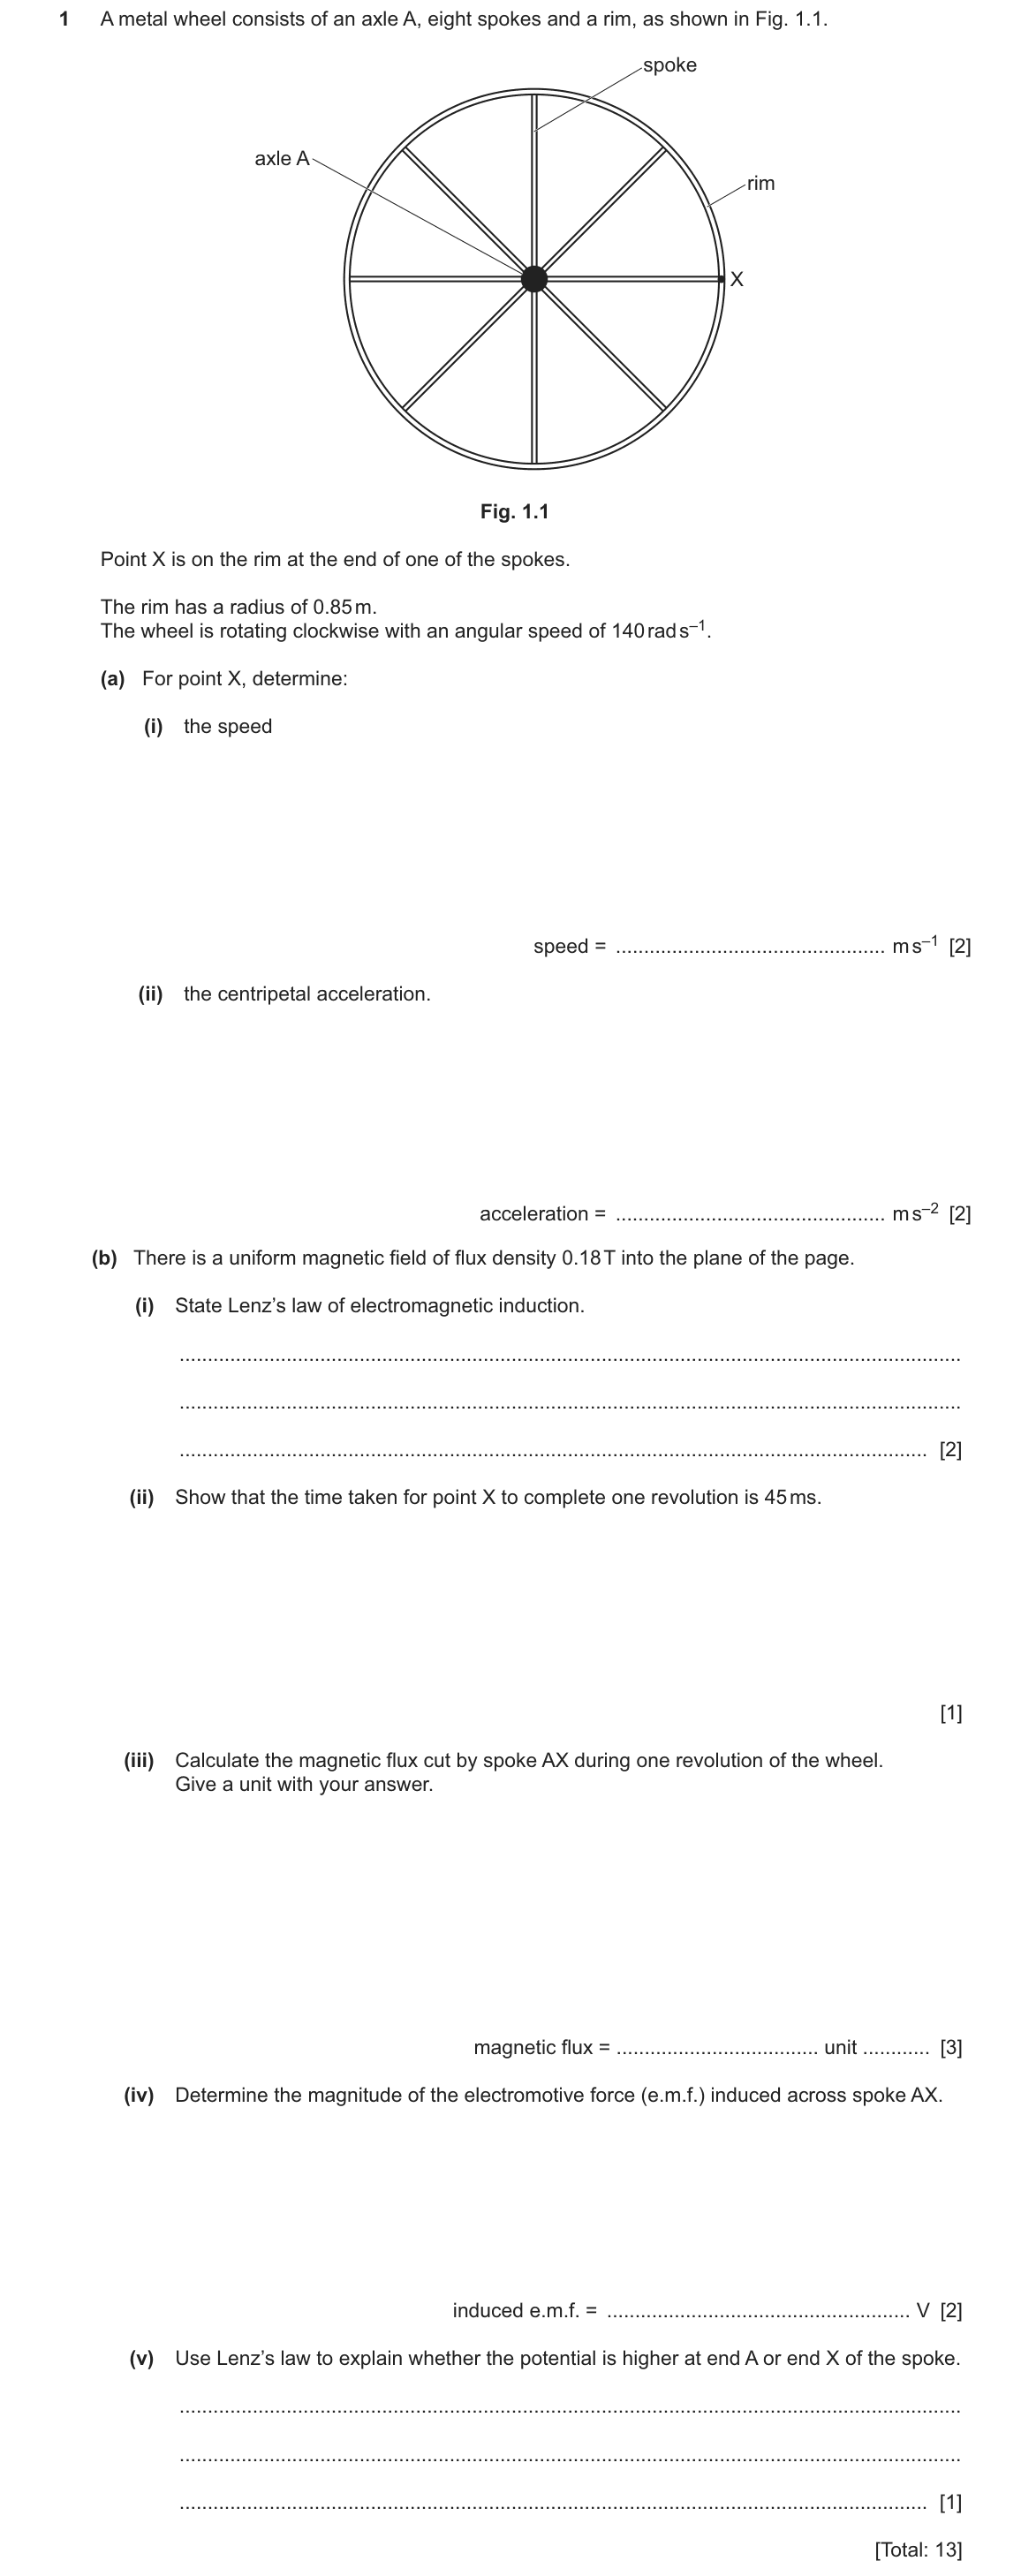 1 A metal wheel consists of an axle A, eight spokes and a rim, as shown in Fig. 1.1.
spoke
axle A
rim
X
Fig. 1.1
Point X is on the rim at the end of one of the spokes.
The rim has a radius of 0.85 m.
The wheel is rotating clockwise with an angular speed of 140 rad s⁻¹.
(a) For point X, determine:
(i) the speed
speed = ................................................ m s⁻¹ [2]
(ii) the centripetal acceleration.
acceleration = ................................................ m s⁻² [2]
(b) There is a uniform magnetic field of flux density 0.18 T into the plane of the page.
(i) State Lenz's law of electromagnetic induction.
...........................................................................................................................................
...........................................................................................................................................
..................................................................................................................................... [2]
(ii) Show that the time taken for point X to complete one revolution is 45 ms.
[1]
(iii) Calculate the magnetic flux cut by spoke AX during one revolution of the wheel.
Give a unit with your answer.
magnetic flux = .................................... unit ............ [3]
(iv) Determine the magnitude of the electromotive force (e.m.f.) induced across spoke AX.
induced e.m.f. = ...................................................... V [2]
(v) Use Lenz's law to explain whether the potential is higher at end A or end X of the spoke.
...........................................................................................................................................
...........................................................................................................................................
..................................................................................................................................... [1]
[Total: 13]